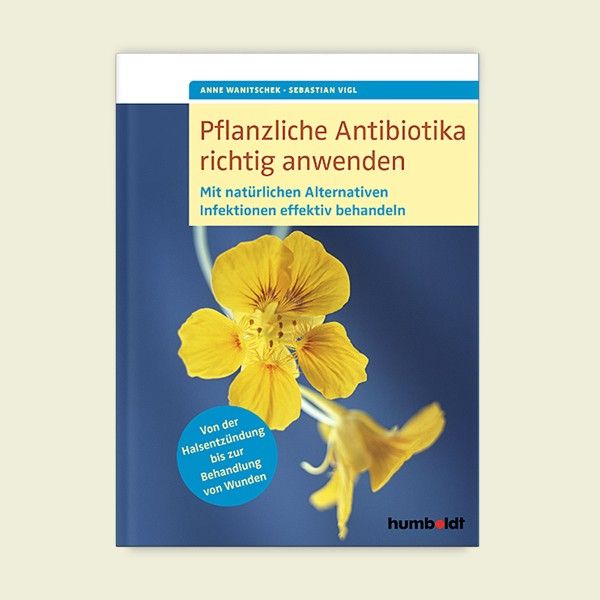 ANNE WANITSCHEK - SEBASTIAN VIGL
Pflanzliche Antibiotika
richtig anwenden
Mit natürlichen Alternativen
Infektionen effektiv behandeln
Von der
Halsentzündung
bis zur
Behandlung
von Wunden
humboldt